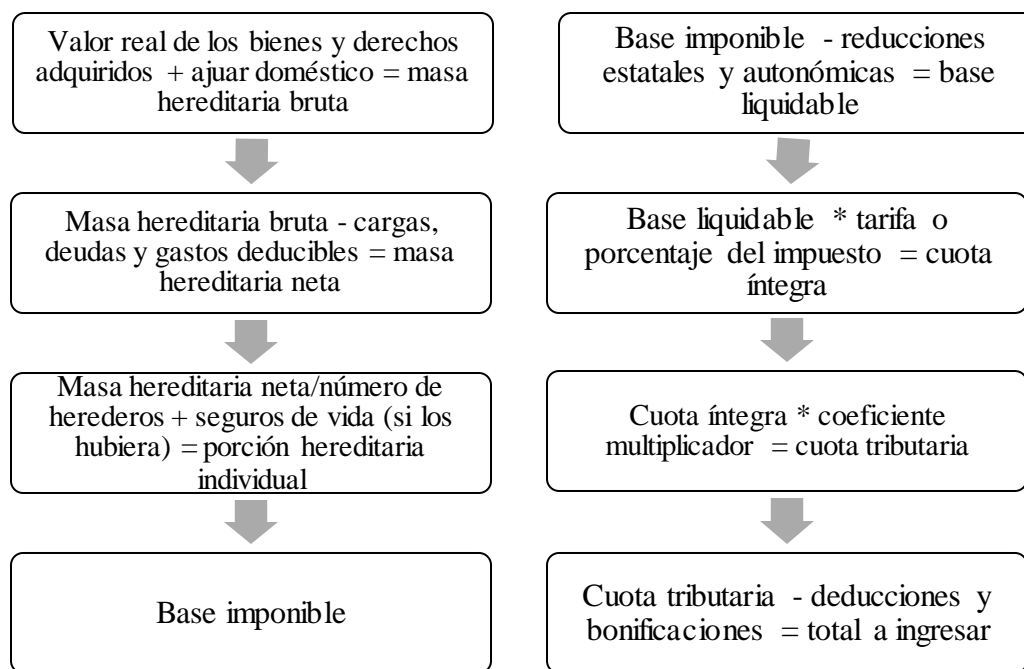 Valor real de los bienes y derechos
adquiridos + ajuar doméstico = masa
hereditaria bruta
Masa hereditaria bruta - cargas,
deudas y gastos deducibles = masa
hereditaria neta
Masa hereditaria neta/número de
herederos + seguros de vida (si los
hubiera) = porción hereditaria
individual
Base imponible
Base imponible - reducciones
estatales y autonómicas = base
liquidable
Base liquidable * tarifa o
porcentaje del impuesto = cuota
íntegra
Cuota íntegra * coeficiente
multiplicador = cuota tributaria
Cuota tributaria - deducciones y
bonificaciones = total a ingresar